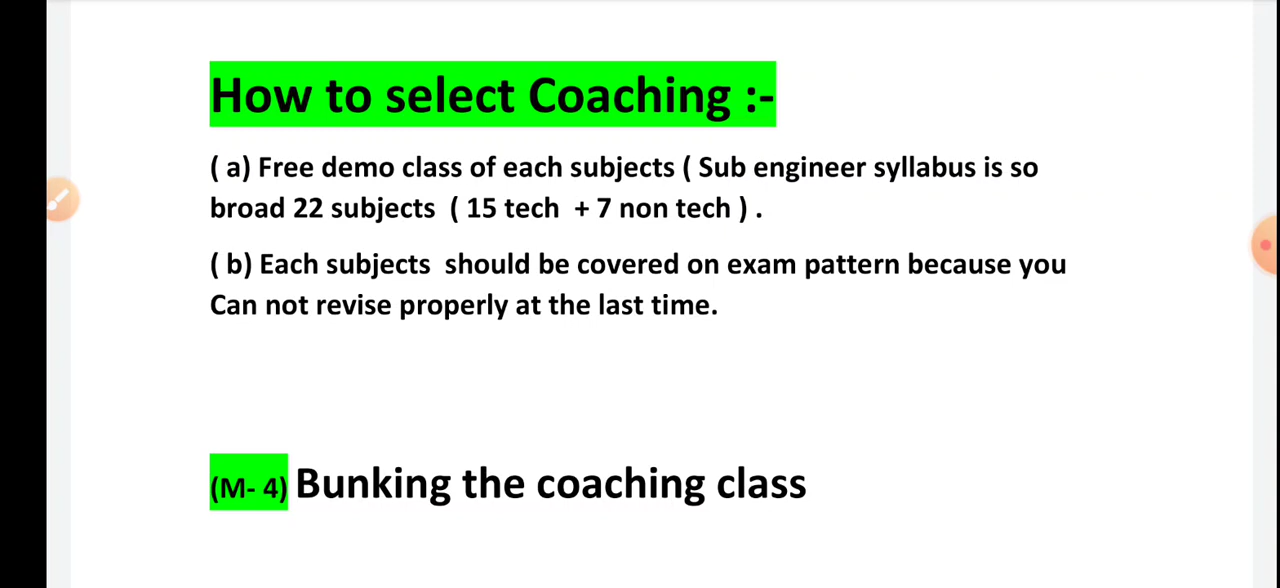 How to select Coaching :-
( a) Free demo class of each subjects ( Sub engineer syllabus is so
broad 22 subjects ( 15 tech + 7 non tech ) .
( b) Each subjects should be covered on exam pattern because you
Can not revise properly at the last time.
(M- 4) Bunking the coaching class